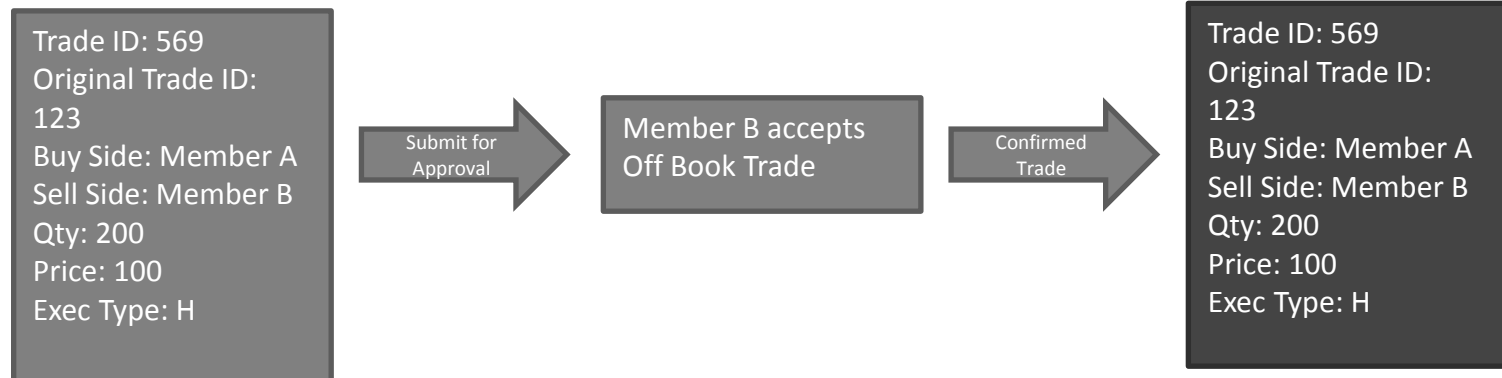 Trade ID: 569
Original Trade ID:
123
Buy Side: Member A
Sell Side: Member B
Qty: 200
Price: 100
Exec Type: H
Submit for
Approval
Member B accepts
Off Book Trade
Confirmed
Trade
Trade ID: 569
Original Trade ID:
123
Buy Side: Member A
Sell Side: Member B
Qty: 200
Price: 100
Exec Type: H